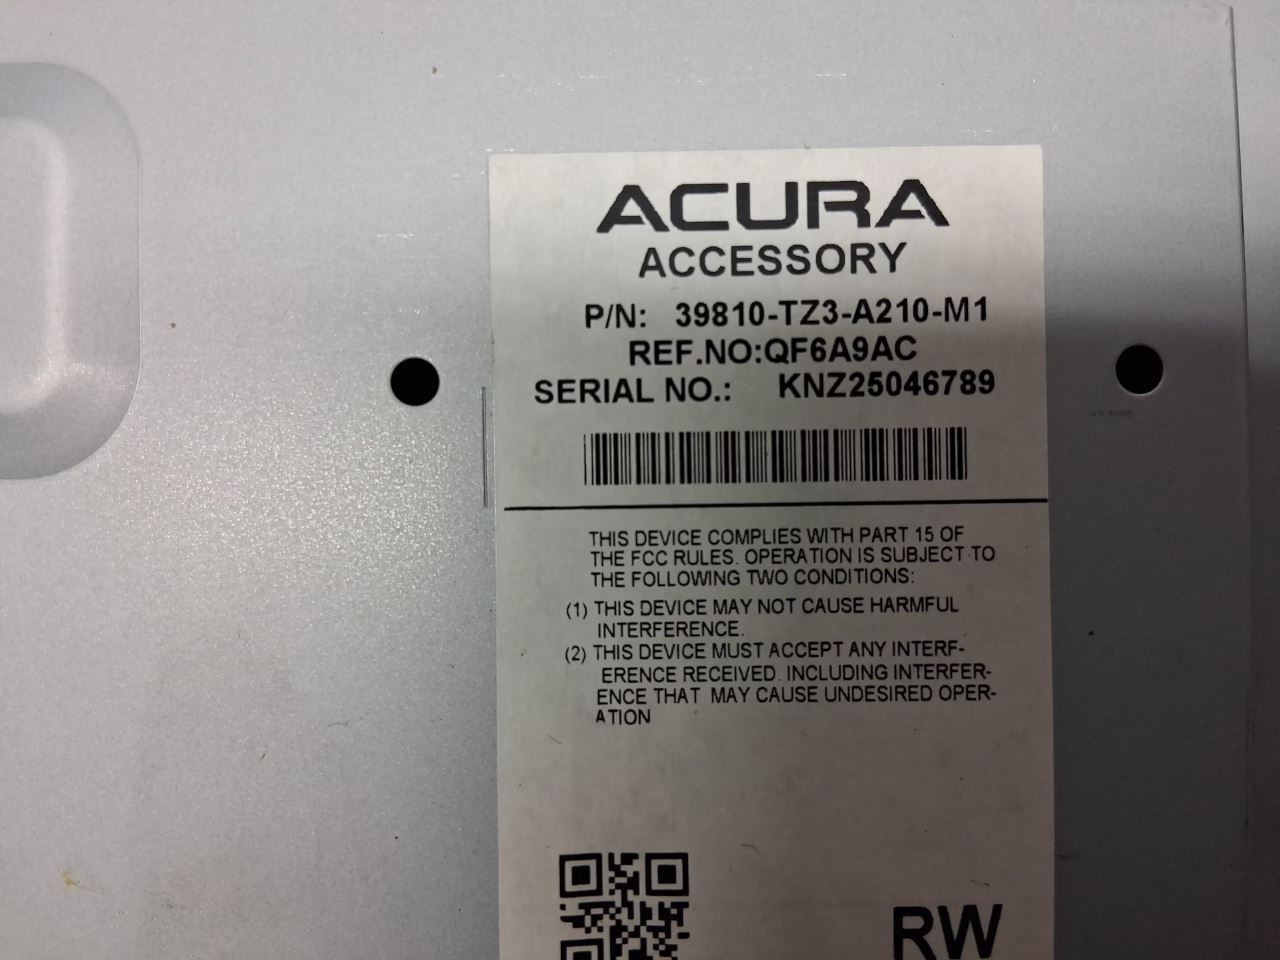 ACURA
ACCESSORY
P/N: 39810-TZ3-A210-M1
REF.NO:QF6A9AC
SERIAL NO.: KNZ25046789
THIS DEVICE COMPLIES WITH PART 15 OF
THE FCC RULES. OPERATION IS SUBJECT TO
THE FOLLOWING TWO CONDITIONS:
(1) THIS DEVICE MAY NOT CAUSE HARMFUL
INTERFERENCE.
(2) THIS DEVICE MUST ACCEPT ANY INTERF-
ERENCE RECEIVED. INCLUDING INTERFER-
ENCE THAT MAY CAUSE UNDESIRED OPER-
ATION
RW